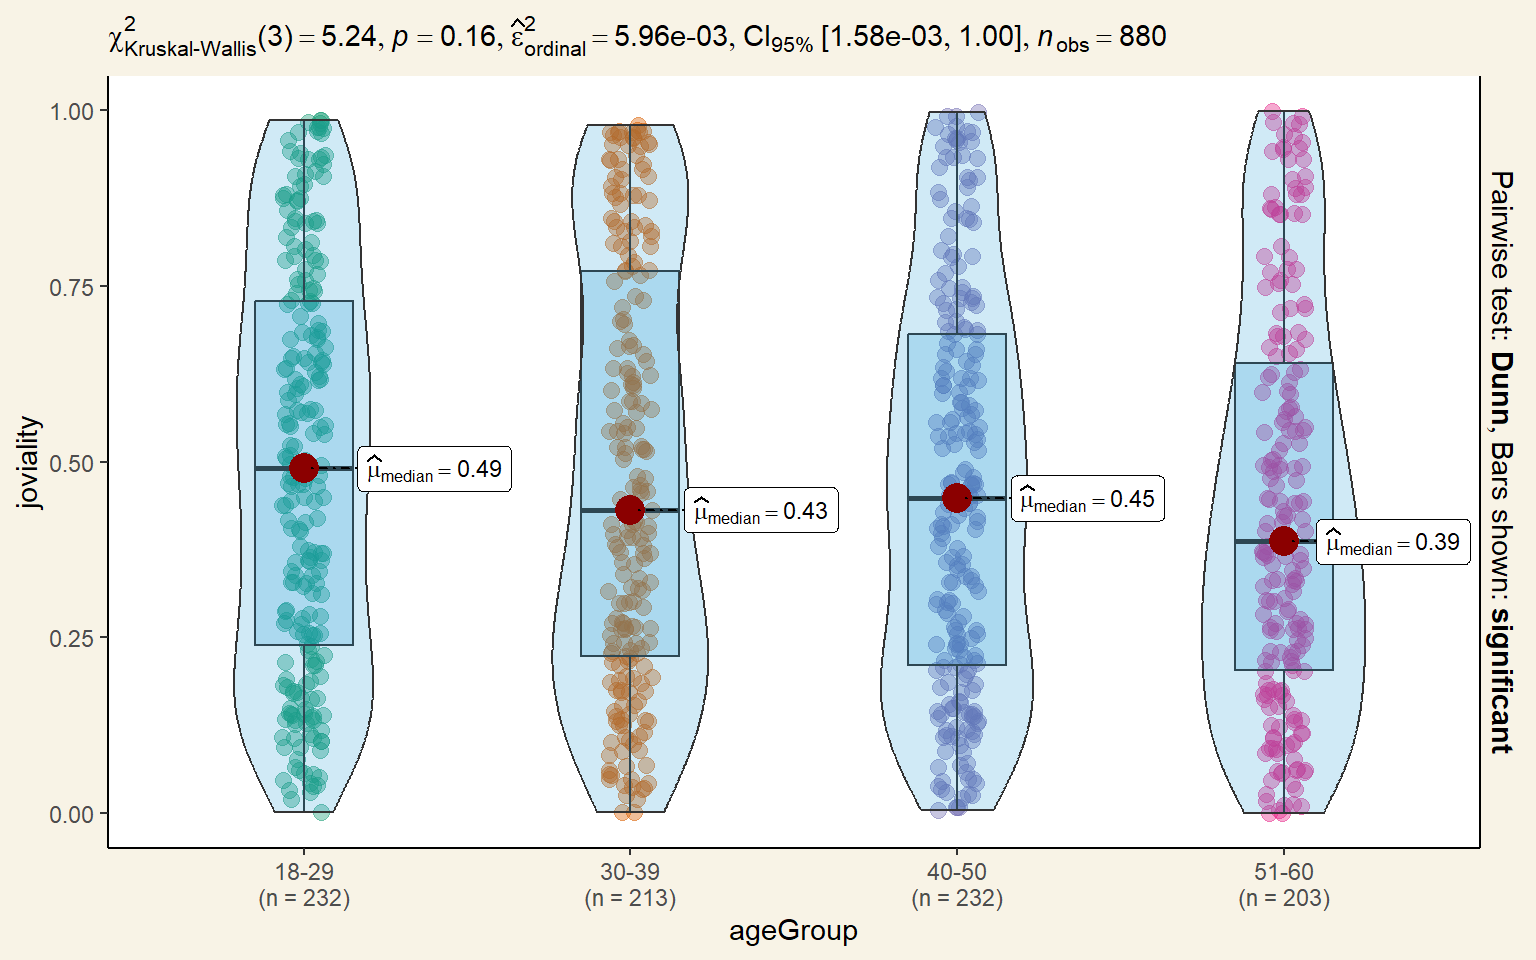 χ²Kruskal-Wallis(3) = 5.24, p = 0.16, ε̂²ordinal = 5.96e-03, CI95% [1.58e-03, 1.00], nobs = 880
joviality
1.00
0.75
0.50
0.25
0.00
μ̂median = 0.49
μ̂median = 0.43
μ̂median = 0.45
μ̂median = 0.39
Pairwise test: Dunn, Bars shown: significant
18-29
(n = 232)
30-39
(n = 213)
40-50
(n = 232)
51-60
(n = 203)
ageGroup